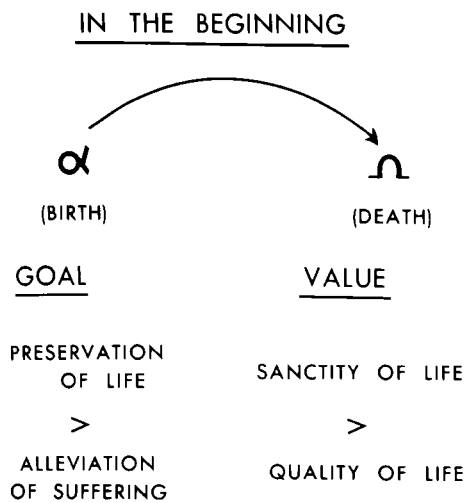 IN THE BEGINNING
α Ω
(BIRTH) (DEATH)
GOAL VALUE
PRESERVATION
OF LIFE
SANCTITY OF LIFE
> >
ALLEVIATION
OF SUFFERING
QUALITY OF LIFE